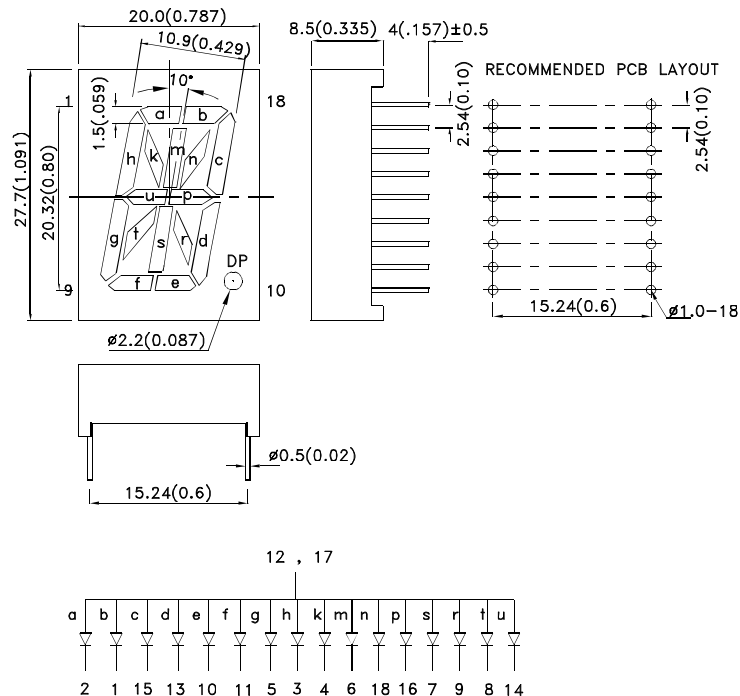 20.0(0.787)
10.9(0.429)
10°
1.5(.059)
1
18
a b
h k m n c
u p
g t s r d
f e
DP
9
10
27.7(1.091)
20.32(0.80)
ø2.2(0.087)
8.5(0.335)
4(.157)±0.5
2.54(0.10)
RECOMMENDED PCB LAYOUT
2.54(0.10)
15.24(0.6)
ø1.0-18
ø0.5(0.02)
15.24(0.6)
12 , 17
a b c d e f g h k m n p s r t u
2 1 15 13 10 11 5 3 4 6 18 16 7 9 8 14